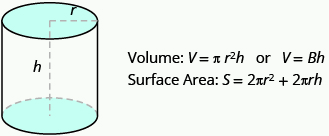 r
h
Volume: V = π r²h or V = Bh
Surface Area: S = 2πr² + 2πrh